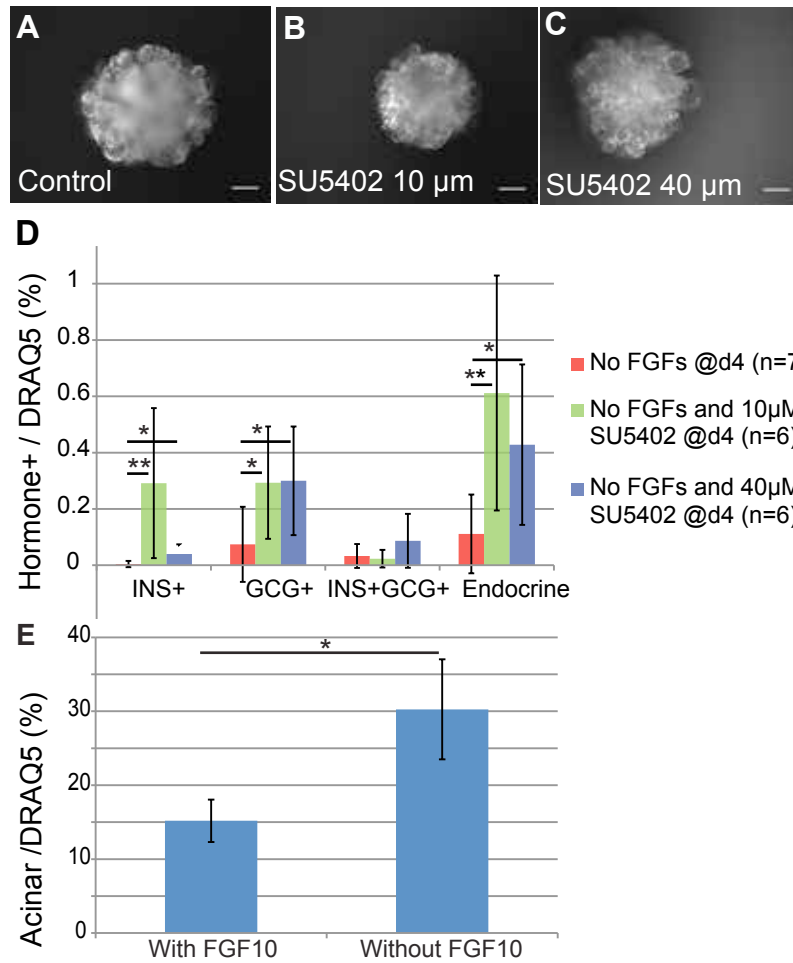 A
B
C
Control
SU5402 10 µm
SU5402 40 µm
D
Hormone+ / DRAQ5 (%)
1
0.8
0.6
0.4
0.2
0
*
**
*
*
*
**
INS+
GCG+
INS+GCG+
Endocrine
No FGFs @d4 (n=7
No FGFs and 10µM
SU5402 @d4 (n=6)
No FGFs and 40µM
SU5402 @d4 (n=6)
E
Acinar /DRAQ5 (%)
40
30
20
10
0
*
With FGF10
Without FGF10